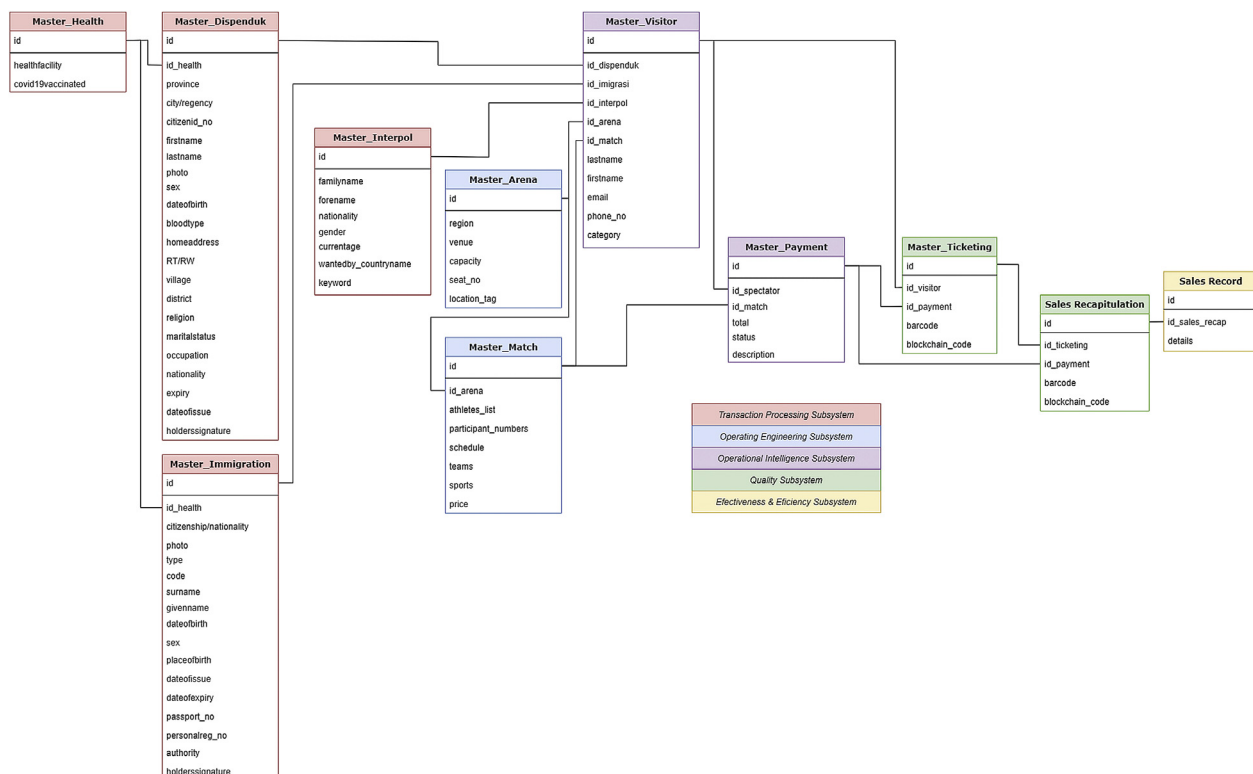 Master_Health
id
healthfacility
covid19vaccinated
Master_Dispenduk
id
id_health
province
city/regency
citizenid_no
firstname
lastname
photo
sex
dateofbirth
bloodtype
homeaddress
RT/RW
village
district
religion
maritalstatus
occupation
nationality
expiry
dateofissue
holderssignature
Master_Immigration
id
id_health
citizenship/nationality
photo
type
code
surname
givenname
dateofbirth
sex
placeofbirth
dateofissue
dateofexpiry
passport_no
personalreg_no
authority
holderssignature
Master_Interpol
id
familyname
forename
nationality
gender
currentage
wantedby_countryname
keyword
Master_Arena
id
region
venue
capacity
seat_no
location_tag
Master_Match
id
id_arena
athletes_list
participant_numbers
schedule
teams
sports
price
Master_Visitor
id
id_dispenduk
id_imigrasi
id_interpol
id_arena
id_match
lastname
firstname
email
phone_no
category
Master_Payment
id
id_spectator
id_match
total
status
description
Master_Ticketing
id
id_visitor
id_payment
barcode
blockchain_code
Sales Recapitulation
id
id_ticketing
id_payment
barcode
blockchain_code
Sales Record
id
id_sales_recap
details
Transaction Processing Subsystem
Operating Engineering Subsystem
Operational Intelligence Subsystem
Quality Subsystem
Efectiveness & Eficiency Subsystem